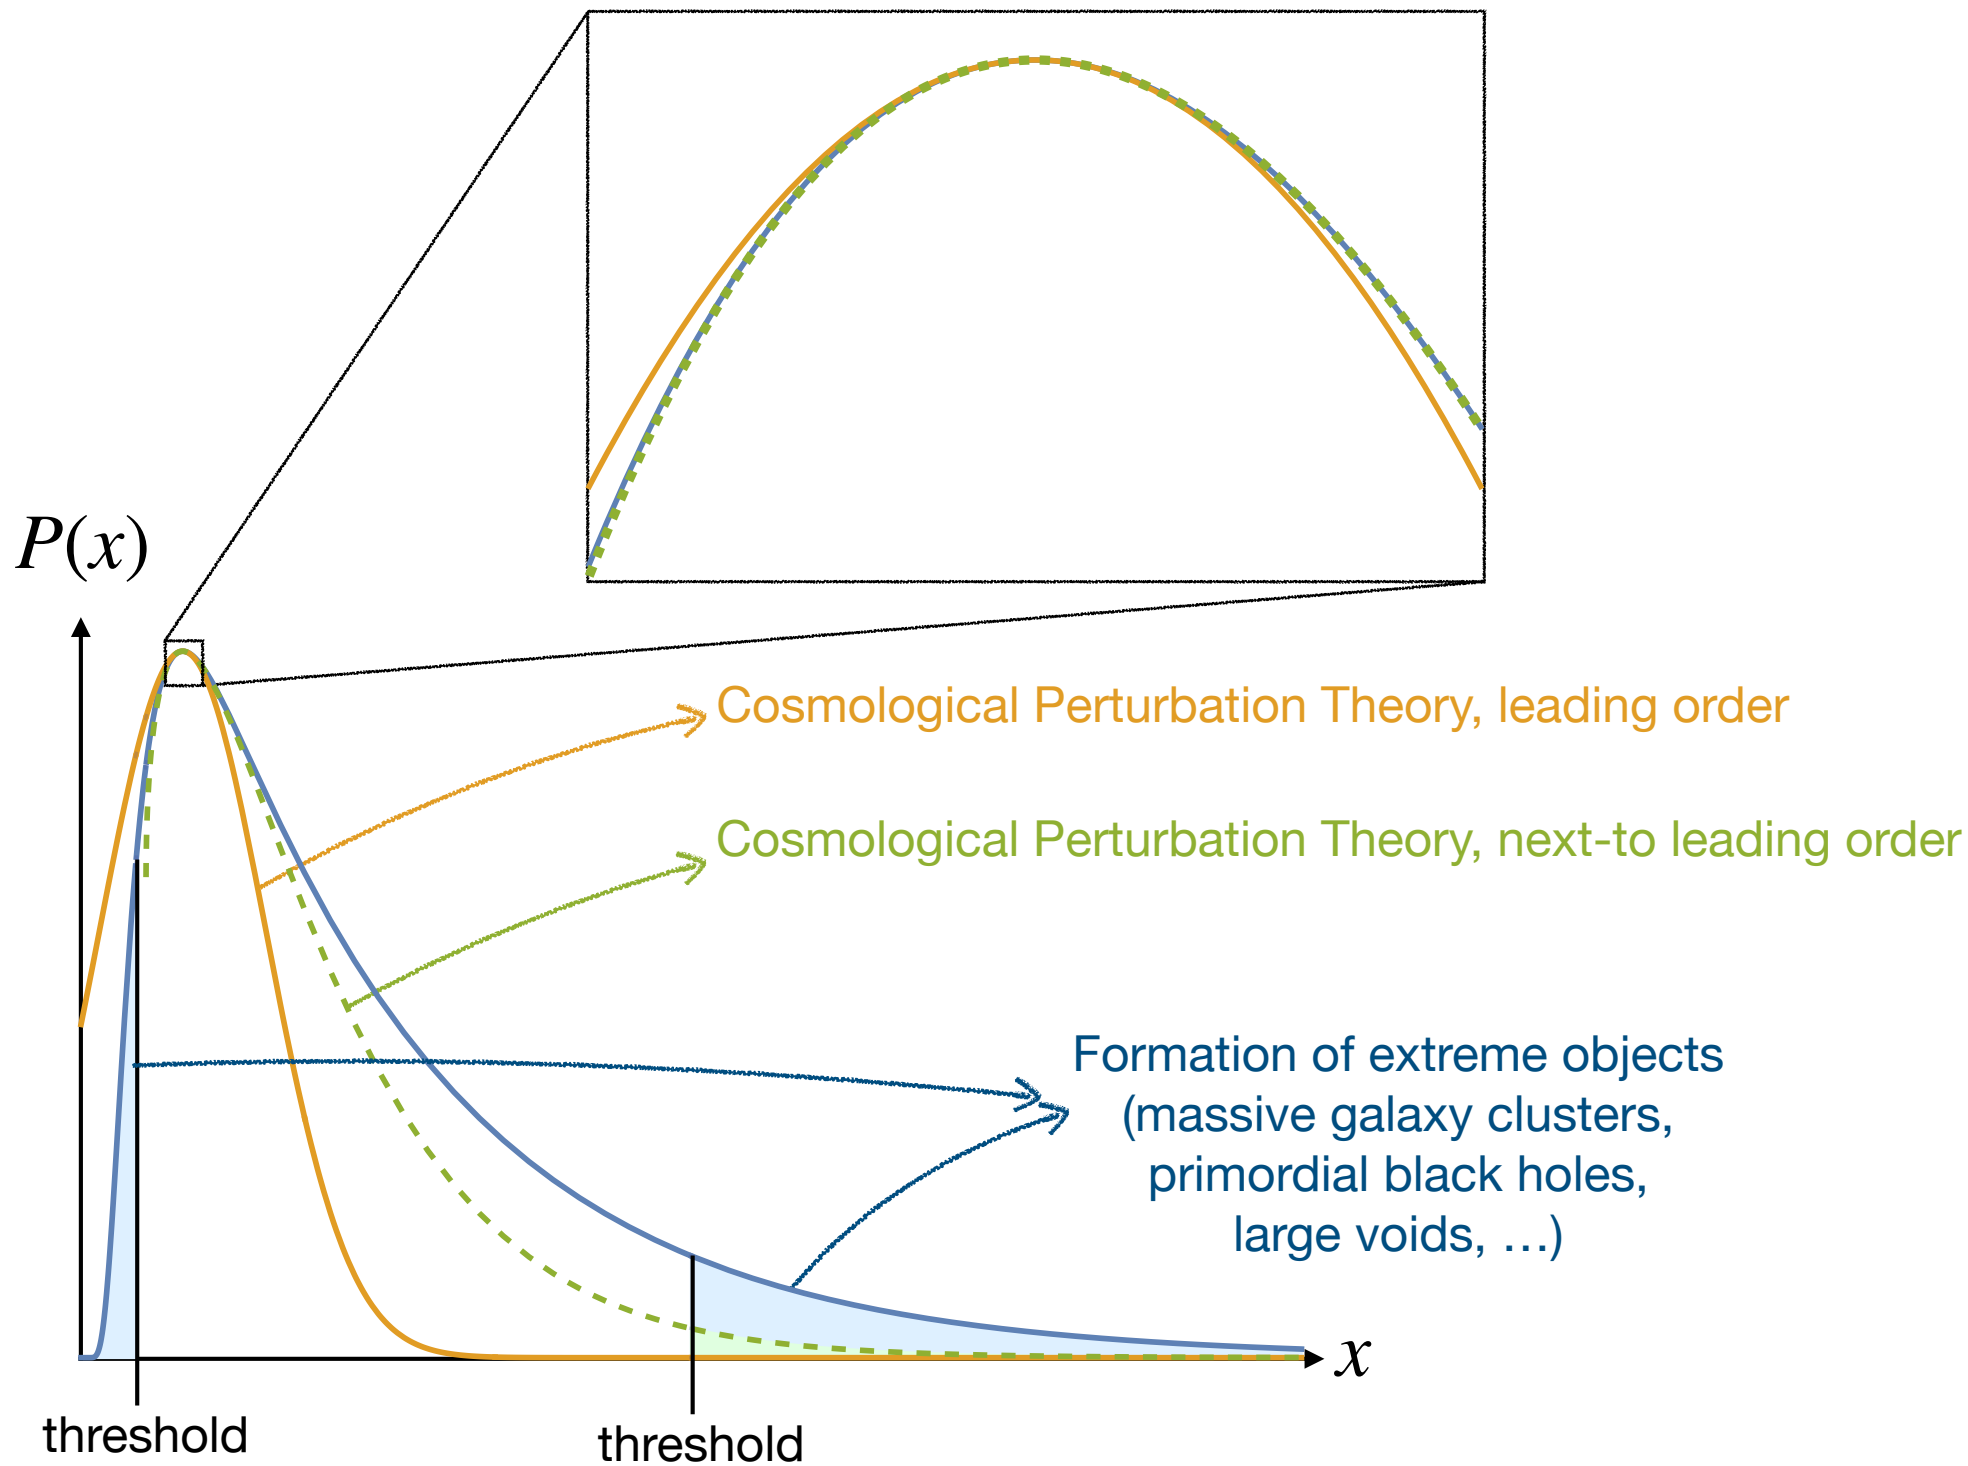 P(x)
Cosmological Perturbation Theory, leading order
Cosmological Perturbation Theory, next-to leading order
Formation of extreme objects
(massive galaxy clusters,
primordial black holes,
large voids, …)
x
threshold
threshold